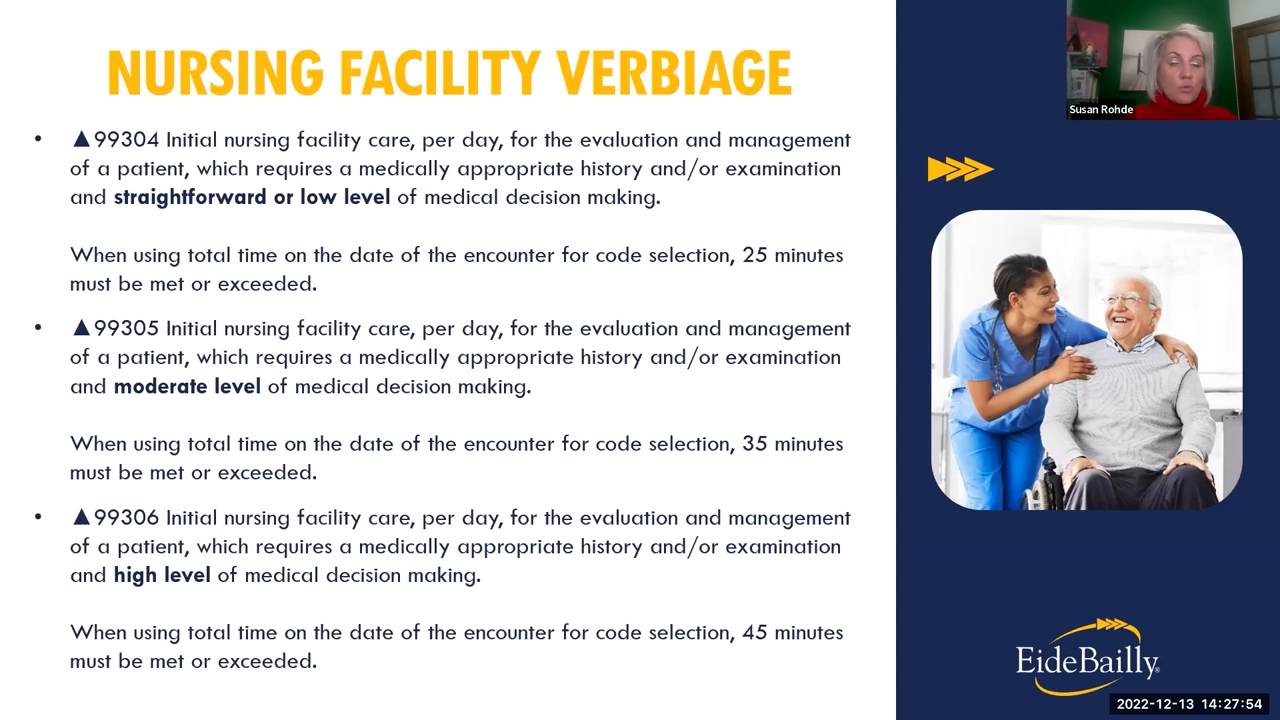 NURSING FACILITY VERBIAGE
• ▲99304 Initial nursing facility care, per day, for the evaluation and management
of a patient, which requires a medically appropriate history and/or examination
and straightforward or low level of medical decision making.
When using total time on the date of the encounter for code selection, 25 minutes
must be met or exceeded.
• ▲99305 Initial nursing facility care, per day, for the evaluation and management
of a patient, which requires a medically appropriate history and/or examination
and moderate level of medical decision making.
When using total time on the date of the encounter for code selection, 35 minutes
must be met or exceeded.
• ▲99306 Initial nursing facility care, per day, for the evaluation and management
of a patient, which requires a medically appropriate history and/or examination
and high level of medical decision making.
When using total time on the date of the encounter for code selection, 45 minutes
must be met or exceeded.
Susan Rohde
EideBailly®
2022-12-13 14:27:54